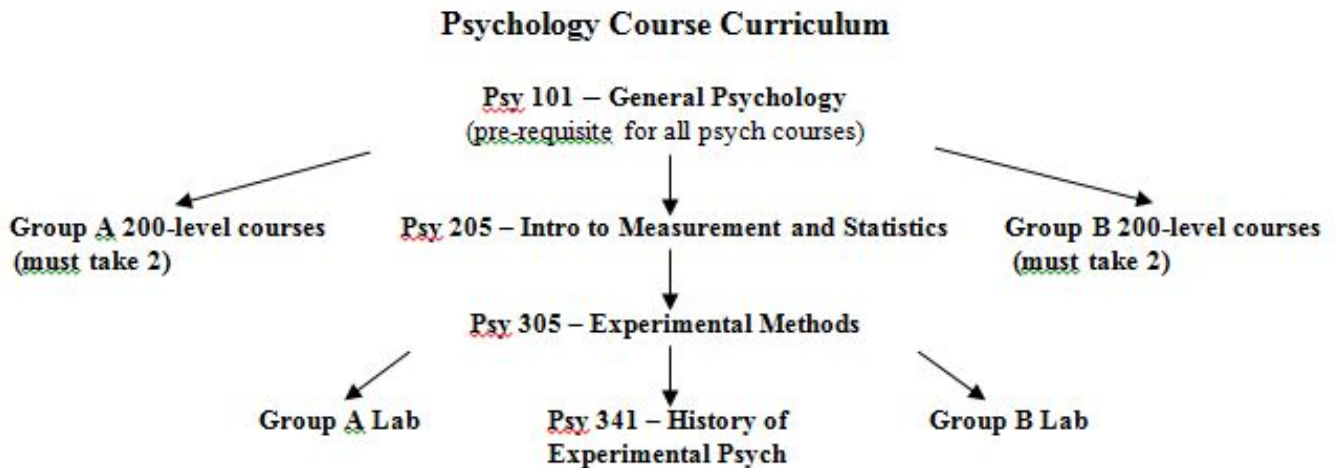 Psychology Course Curriculum
Psy 101 – General Psychology
(pre-requisite for all psych courses)
Group A 200-level courses
(must take 2)
Psy 205 – Intro to Measurement and Statistics
Group B 200-level courses
(must take 2)
Psy 305 – Experimental Methods
Group A Lab
Psy 341 – History of
Experimental Psych
Group B Lab